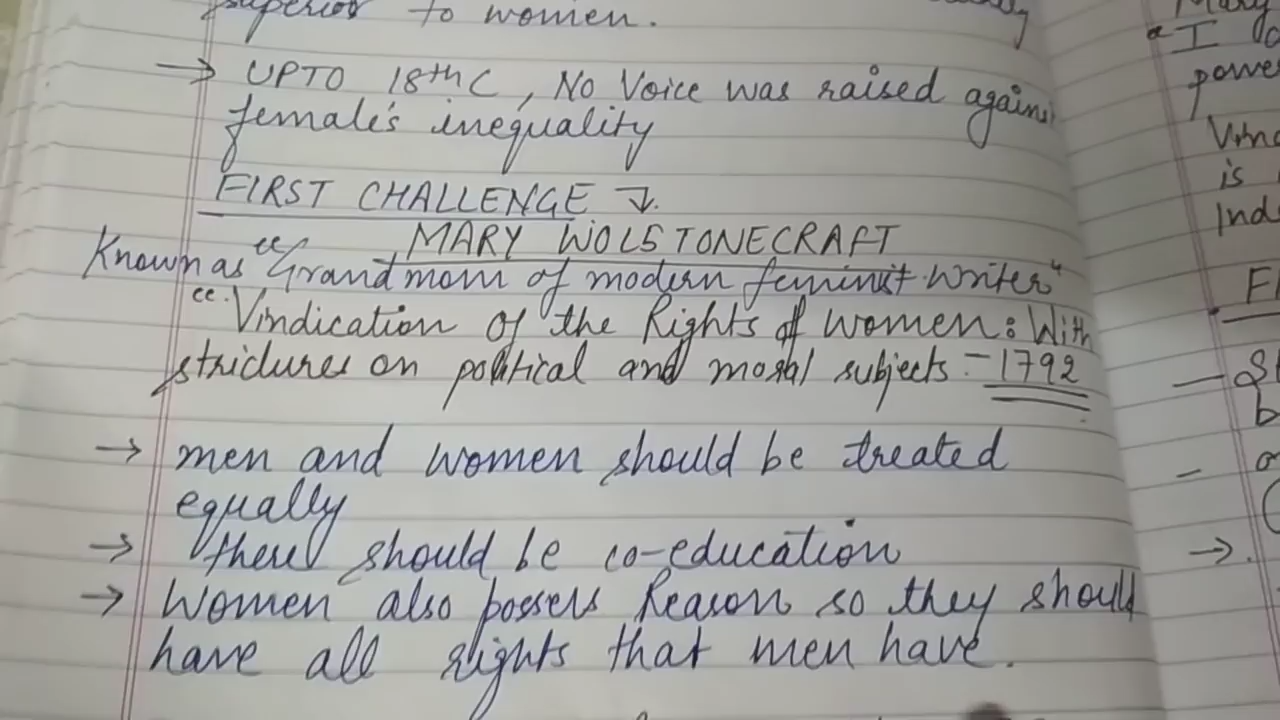 superior to women.
→ UPTO 18th C, No Voice was raised against
female's inequality
FIRST CHALLENGE ↴
MARY WOLSTONECRAFT
Known as "Grandmom of modern feminist writer"
"Vindication of the Rights of women: With
strictures on political and moral subjects - 1792
→ men and women should be treated
equally
→ there should be co-education
→ Women also possess Reason so they should
have all rights that men have.
I
is